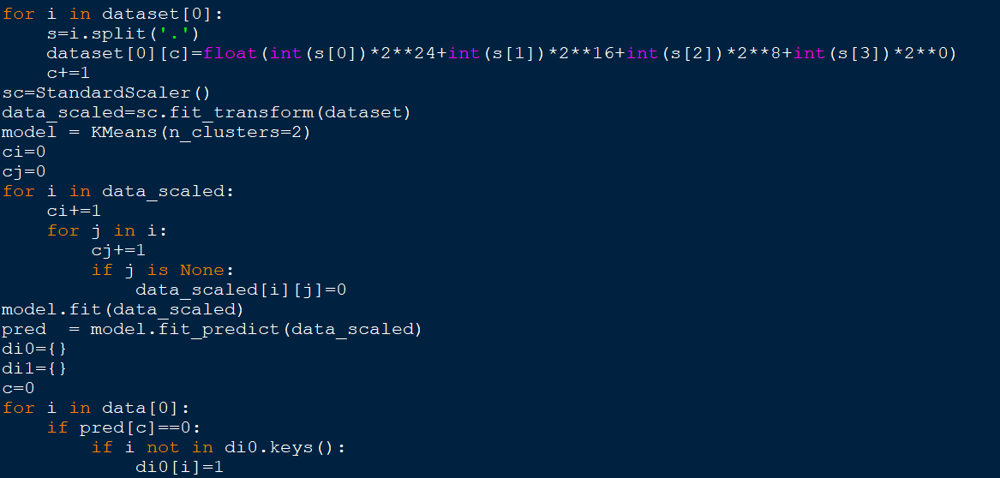 for i in dataset[0]:
    s=i.split('.')
    dataset[0][c]=float(int(s[0])*2**24+int(s[1])*2**16+int(s[2])*2**8+int(s[3])*2**0)
    c+=1
sc=StandardScaler()
data_scaled=sc.fit_transform(dataset)
model = KMeans(n_clusters=2)
ci=0
cj=0
for i in data_scaled:
    ci+=1
    for j in i:
        cj+=1
        if j is None:
            data_scaled[i][j]=0
model.fit(data_scaled)
pred  = model.fit_predict(data_scaled)
di0={}
di1={}
c=0
for i in data[0]:
    if pred[c]==0:
        if i not in di0.keys():
            di0[i]=1